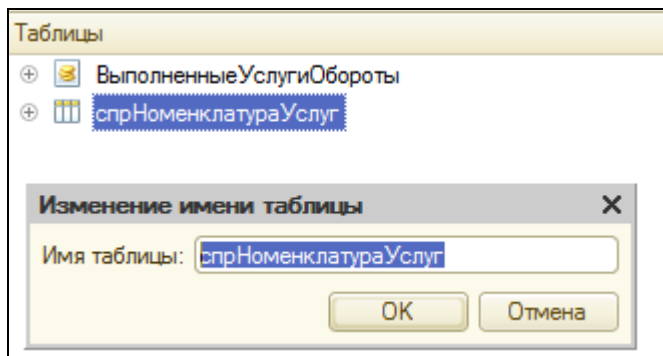 Таблицы
ВыполненныеУслугиОбороты
спрНоменклатураУслуг
Изменение имени таблицы
Имя таблицы: спрНоменклатураУслуг
OK Отмена